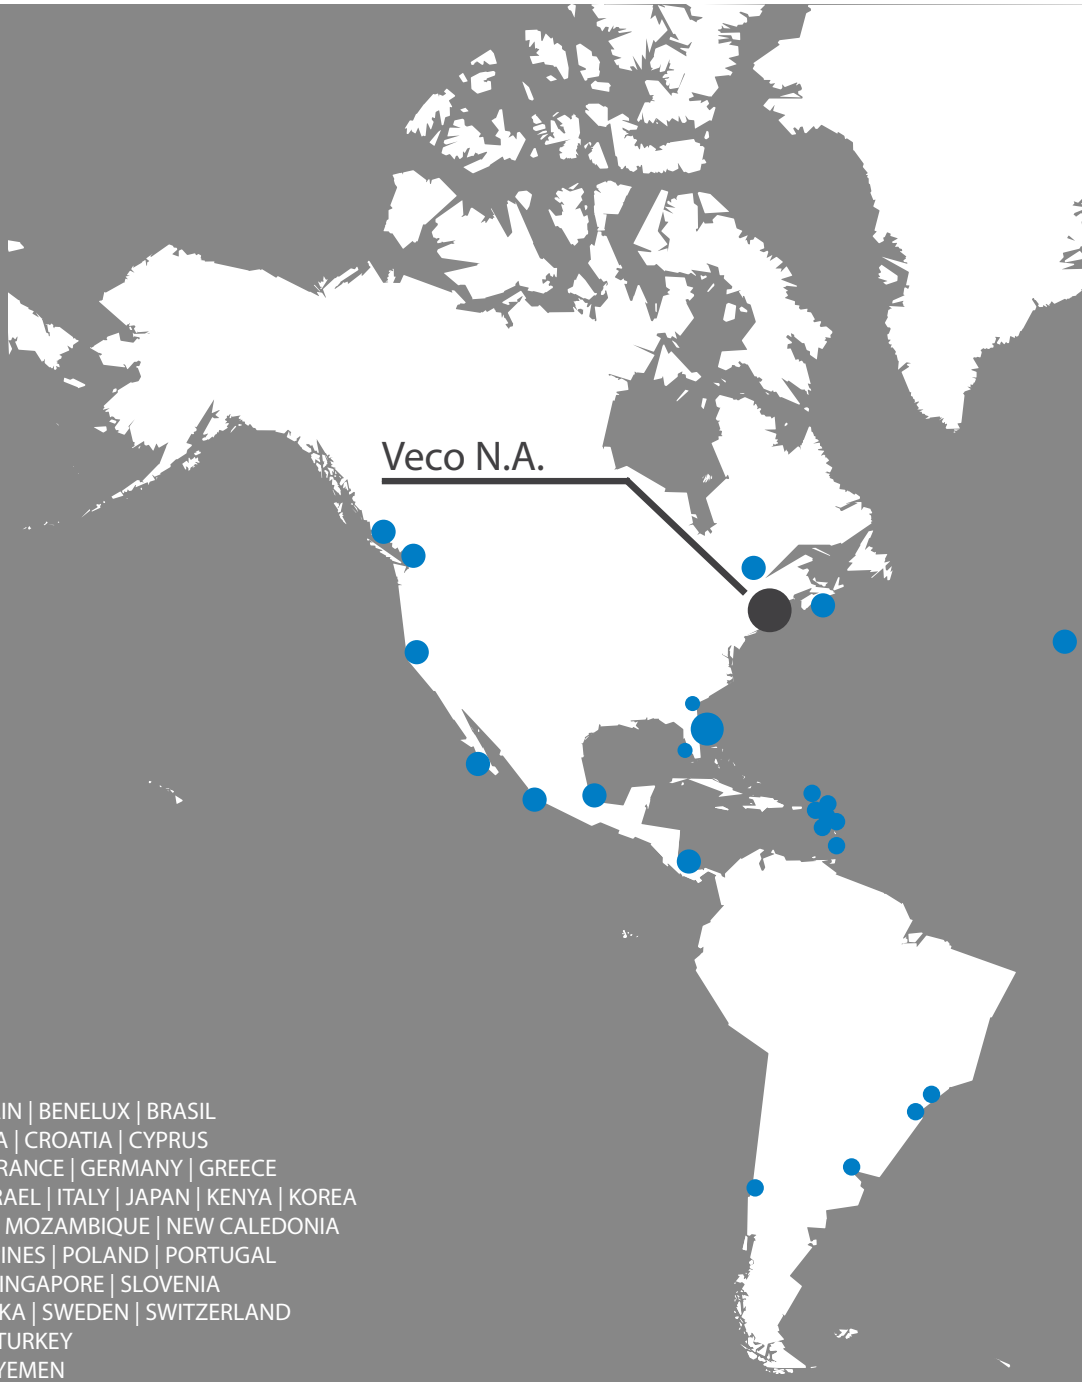 Veco N.A.
IN | BENELUX | BRASIL
A | CROATIA | CYPRUS
RANCE | GERMANY | GREECE
RAEL | ITALY | JAPAN | KENYA | KOREA
MOZAMBIQUE | NEW CALEDONIA
INES | POLAND | PORTUGAL
INGAPORE | SLOVENIA
KA | SWEDEN | SWITZERLAND
TURKEY
YEMEN